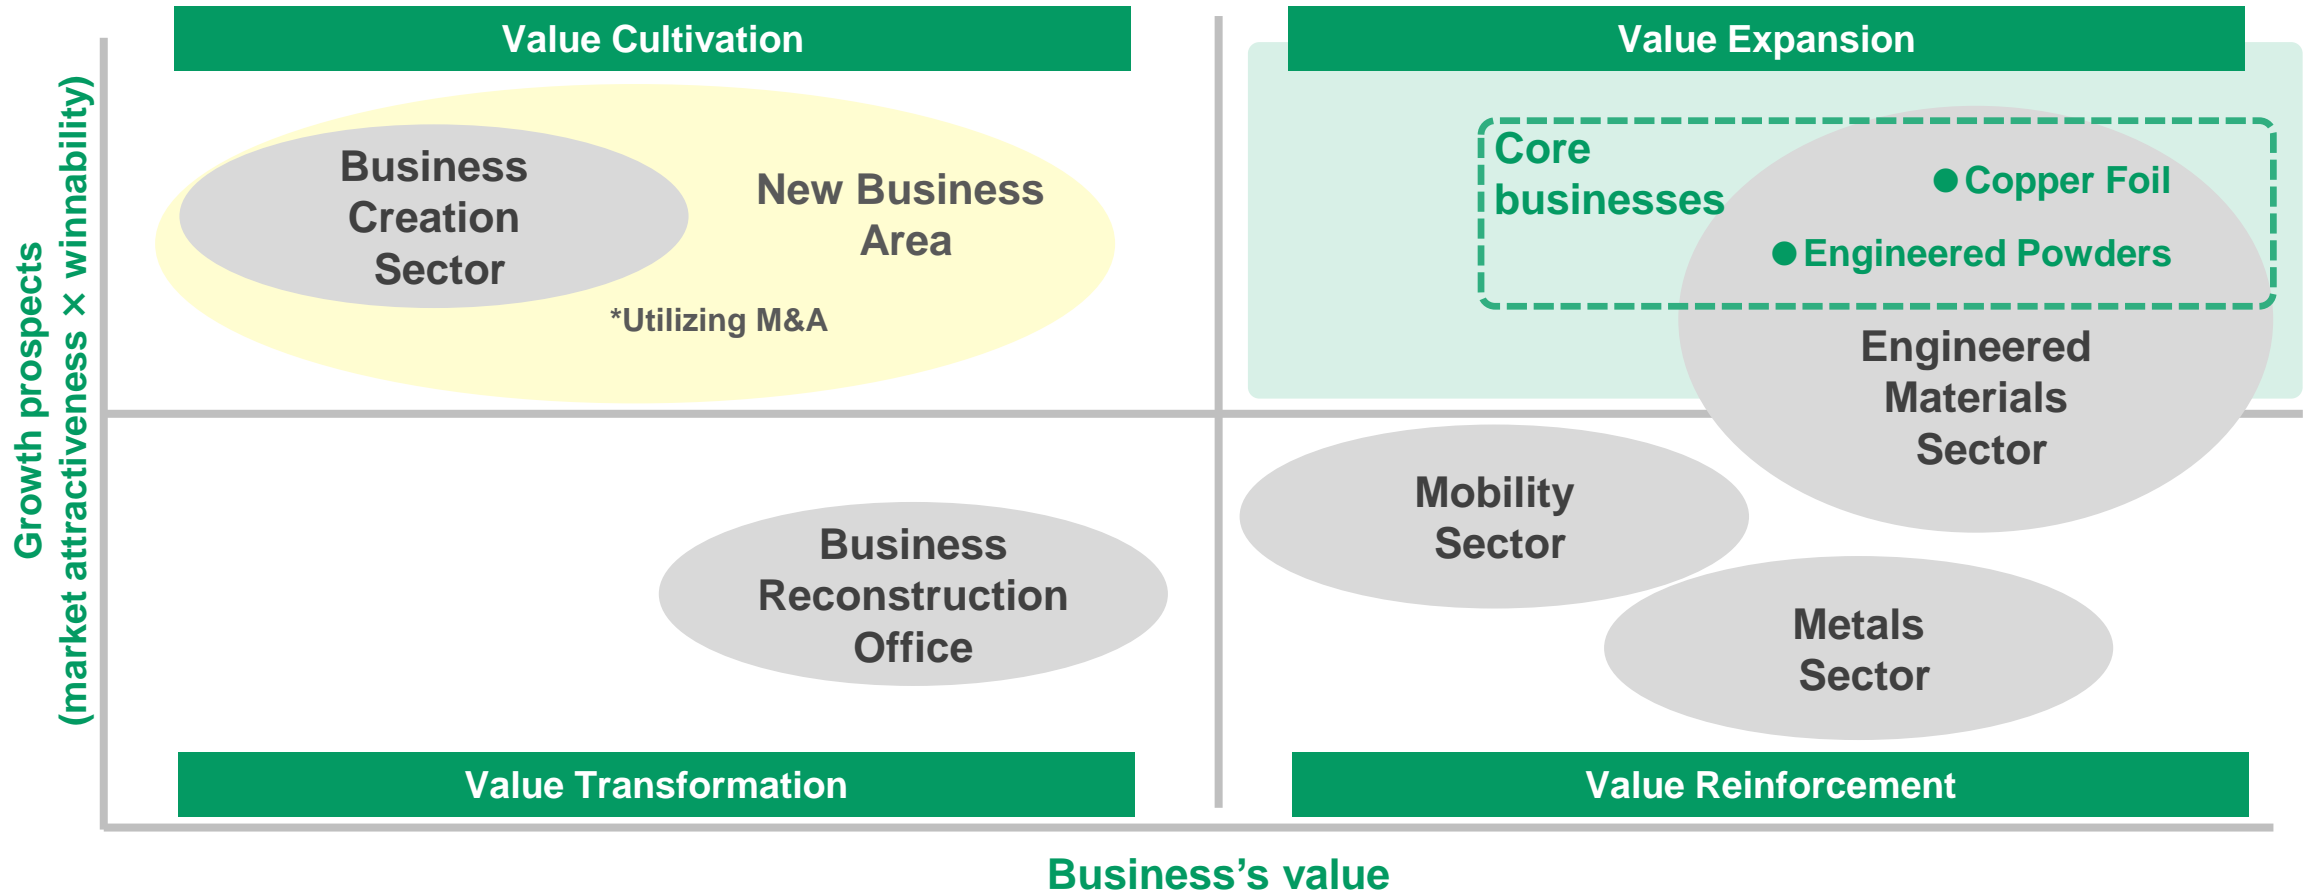 Value Cultivation
Value Expansion
Growth prospects
(market attractiveness × winnability)
Business
Creation
Sector
New Business
Area
*Utilizing M&A
Core
businesses
●Copper Foil
●Engineered Powders
Engineered
Materials
Sector
Mobility
Sector
Business
Reconstruction
Office
Metals
Sector
Value Transformation
Value Reinforcement
Business’s value